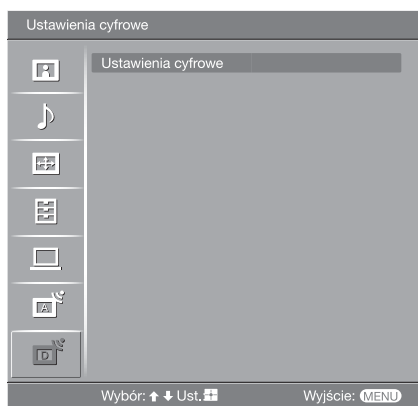 Ustawienia cyfrowe
Ustawienia cyfrowe
A
D
Wybór: ↑ ↓ Ust. Wyjście: MENU